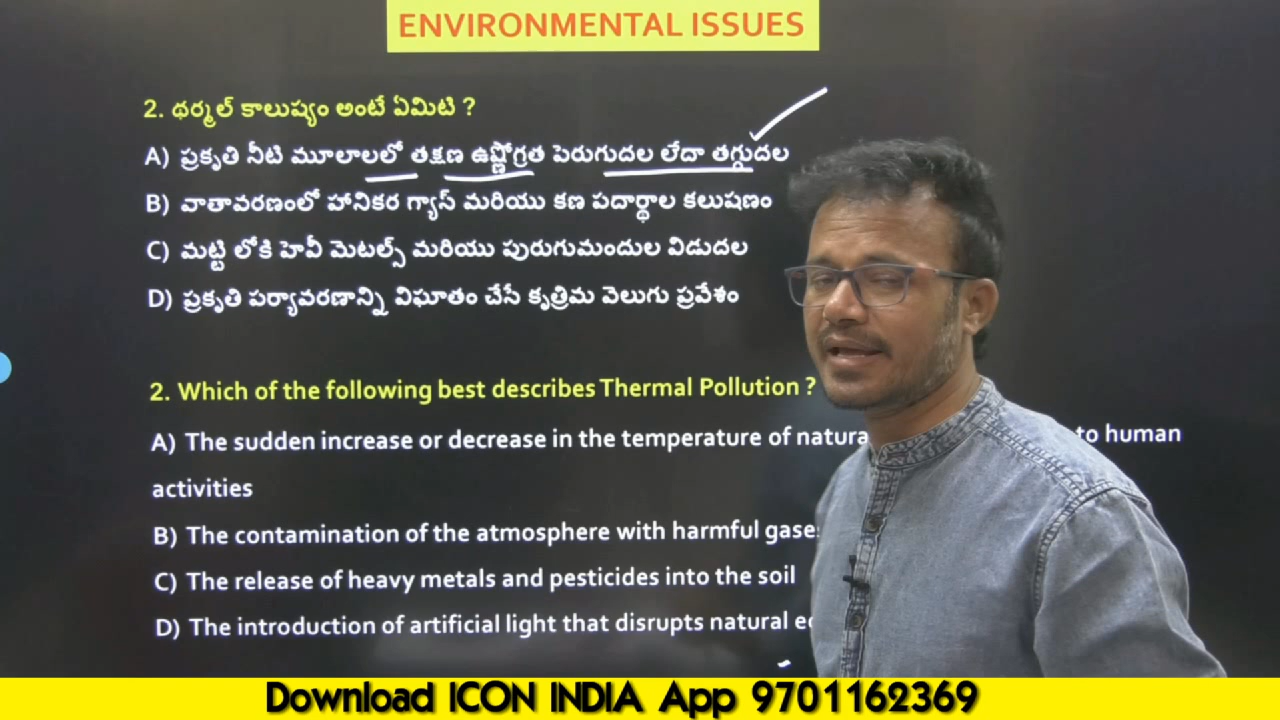 ENVIRONMENTAL ISSUES
2. థర్మల్ కాలుష్యం అంటే ఏమిటి ?
A) ప్రకృతి నీటి మూలాలలో తక్షణ ఉష్ణోగ్రత పెరుగుదల లేదా తగ్గుదల
B) వాతావరణంలో హానికర గ్యాస్ మరియు కణ పదార్థాల కలుషణం
C) మట్టి లోకి హెవీ మెటల్స్ మరియు పురుగుమందుల విడుదల
D) ప్రకృతి పర్యావరణాన్ని విఘాతం చేసే కృత్రిమ వెలుగు ప్రవేశం
2. Which of the following best describes Thermal Pollution ?
A) The sudden increase or decrease in the temperature of to human
activities
B) The contamination of the atmosphere with harmful
C) The release of heavy metals and pesticides into the soil
D) The introduction of artificial light that disrupts natural
Download ICON INDIA App 9701162369